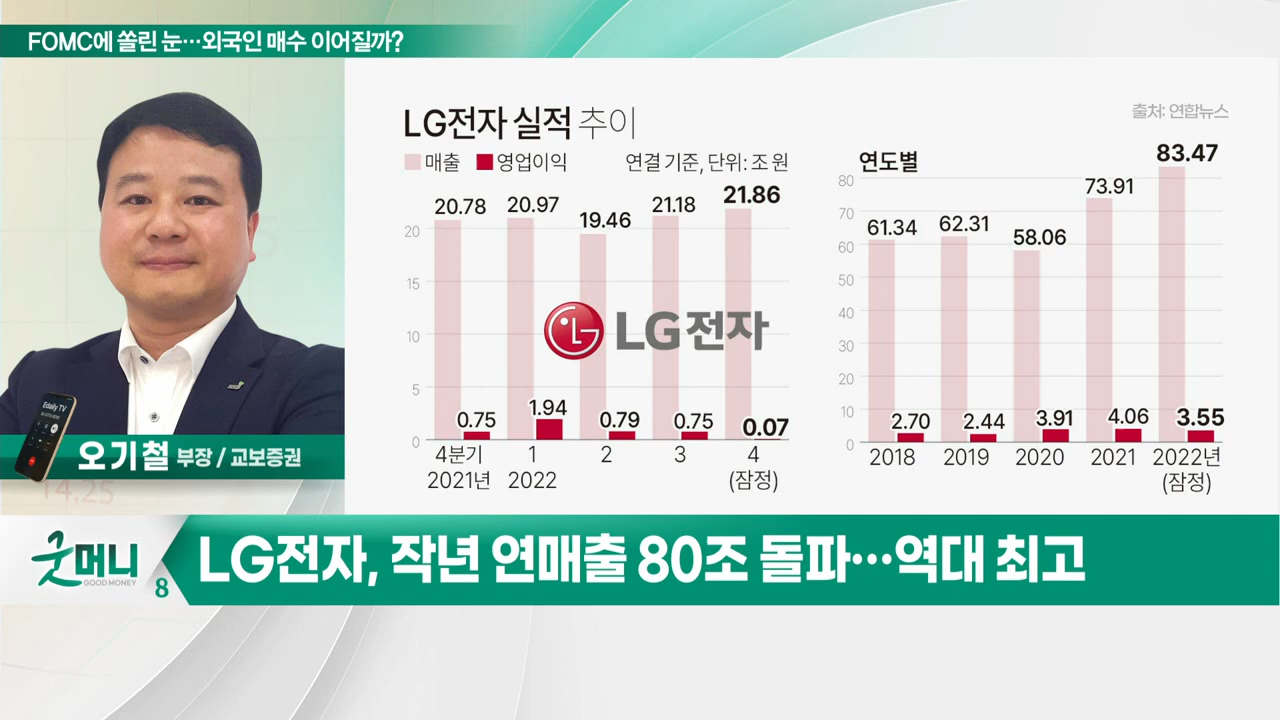 FOMC에 쏠린 눈…외국인 매수 이어질까?
LG전자 실적 추이
출처: 연합뉴스
매출 영업이익 연결 기준, 단위: 조 원
20.78 20.97 19.46 21.18 21.86
20
15
10
5
0
0.75 1.94 0.79 0.75 0.07
4분기 1 2 3 4
2021년 2022 (잠정)
LG전자
연도별
61.34 62.31 58.06 73.91 83.47
80
70
60
50
40
30
20
10
0
2.70 2.44 3.91 4.06 3.55
2018 2019 2020 2021 2022년
(잠정)
Edaily TV
오기철 부장 / 교보증권
14.25
굿머니
GOOD MONEY
8
LG전자, 작년 연매출 80조 돌파…역대 최고